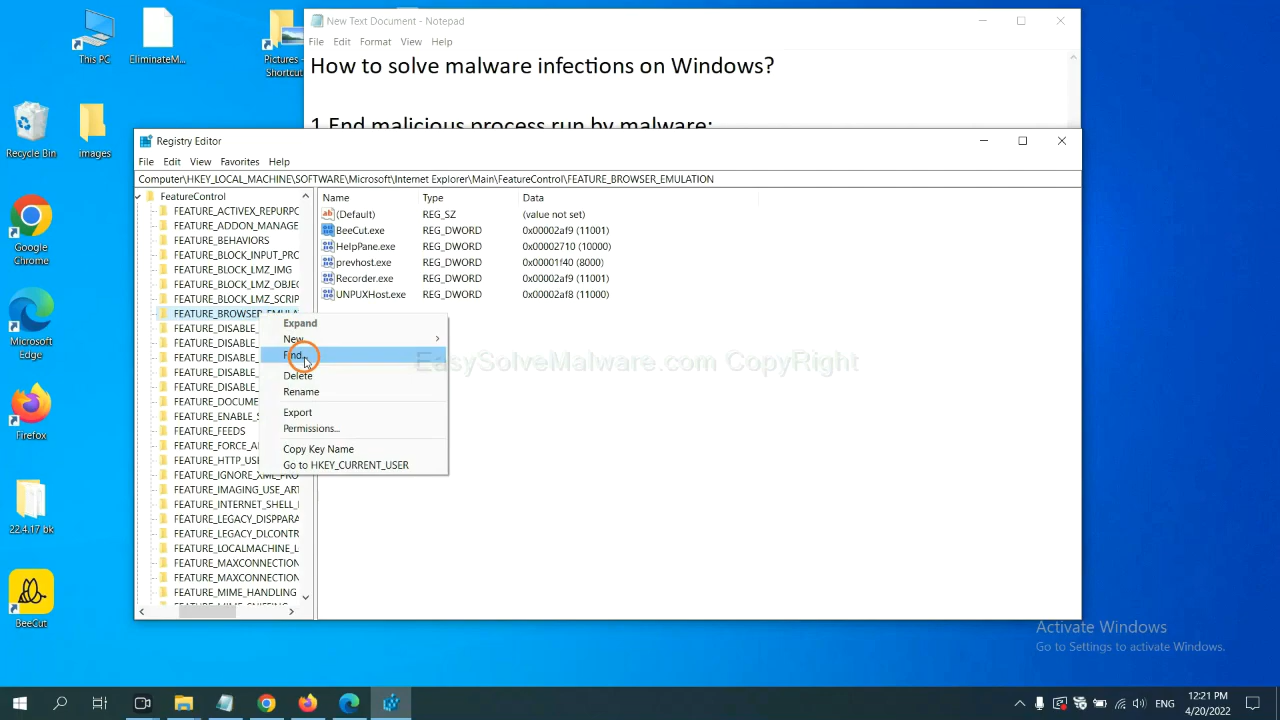 This PC
EliminateM...
Pictures -
Shortcut
Recycle Bin
images
Google
Chrome
Microsoft
Edge
Firefox
22.4.17 bk
BeeCut
New Text Document - Notepad
File Edit Format View Help
How to solve malware infections on Windows?
1 End malicious process run by malware:
Registry Editor
File Edit View Favorites Help
Computer\HKEY_LOCAL_MACHINE\SOFTWARE\Microsoft\Internet Explorer\Main\FeatureControl\FEATURE_BROWSER_EMULATION
FeatureControl
FEATURE_ACTIVEX_REPURPO
FEATURE_ADDON_MANAGE
FEATURE_BEHAVIORS
FEATURE_BLOCK_INPUT_PRO
FEATURE_BLOCK_LMZ_IMG
FEATURE_BLOCK_LMZ_OBJE
FEATURE_BLOCK_LMZ_SCRIP
FEATURE_BROWSER_EMULA
FEATURE_DISABLE_
FEATURE_DISABLE_
FEATURE_DISABLE_
FEATURE_DISABLE_
FEATURE_DISABLE_
FEATURE_DOCUME
FEATURE_ENABLE_S
FEATURE_FEEDS
FEATURE_FORCE_A
FEATURE_HTTP_USE
FEATURE_IGNORE_XML_PRO
FEATURE_IMAGING_USE_ART
FEATURE_INTERNET_SHELL_
FEATURE_LEGACY_DISPPARA
FEATURE_LEGACY_DLCONTR
FEATURE_LOCALMACHINE_L
FEATURE_MAXCONNECTION
FEATURE_MAXCONNECTION
FEATURE_MIME_HANDLING
FEATURE_MIME_SNIFFING
Name Type Data
(Default) REG_SZ (value not set)
BeeCut.exe REG_DWORD 0x00002af9 (11001)
HelpPane.exe REG_DWORD 0x00002710 (10000)
prevhost.exe REG_DWORD 0x00001f40 (8000)
Recorder.exe REG_DWORD 0x00002af9 (11001)
UNPUXHost.exe REG_DWORD 0x00002af8 (11000)
Expand
New
Find...
Delete
Rename
Export
Permissions...
Copy Key Name
Go to HKEY_CURRENT_USER
EasySolveMalware.com CopyRight
Activate Windows
Go to Settings to activate Windows.
ENG
12:21 PM
4/20/2022